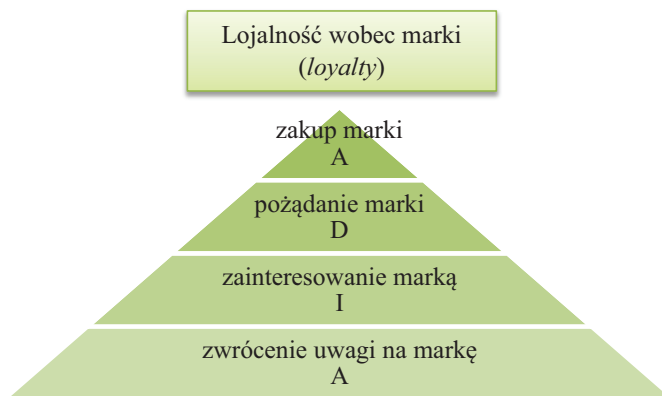 Lojalność wobec marki
(loyalty)
zakup marki
A
pożądanie marki
D
zainteresowanie marką
I
zwrócenie uwagi na markę
A